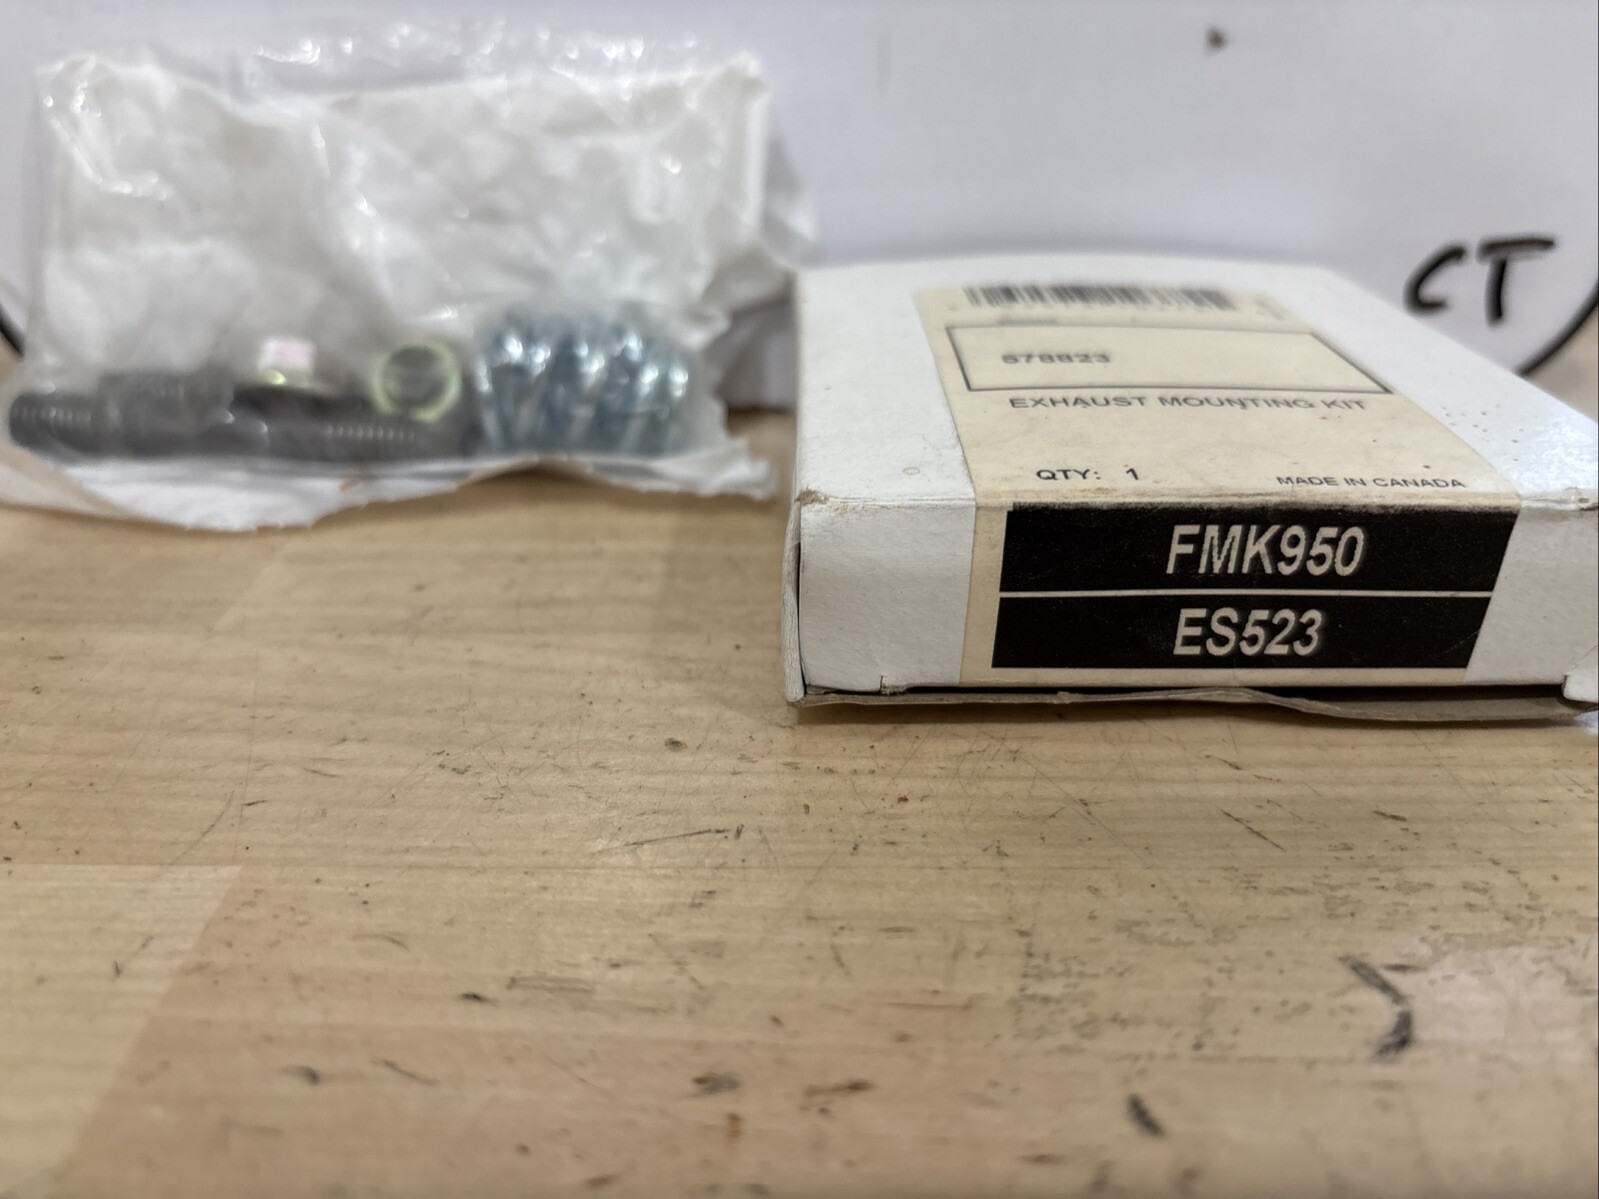 CT
578823
EXHAUST MOUNTING KIT
QTY: 1
MADE IN CANADA
FMK950
ES523